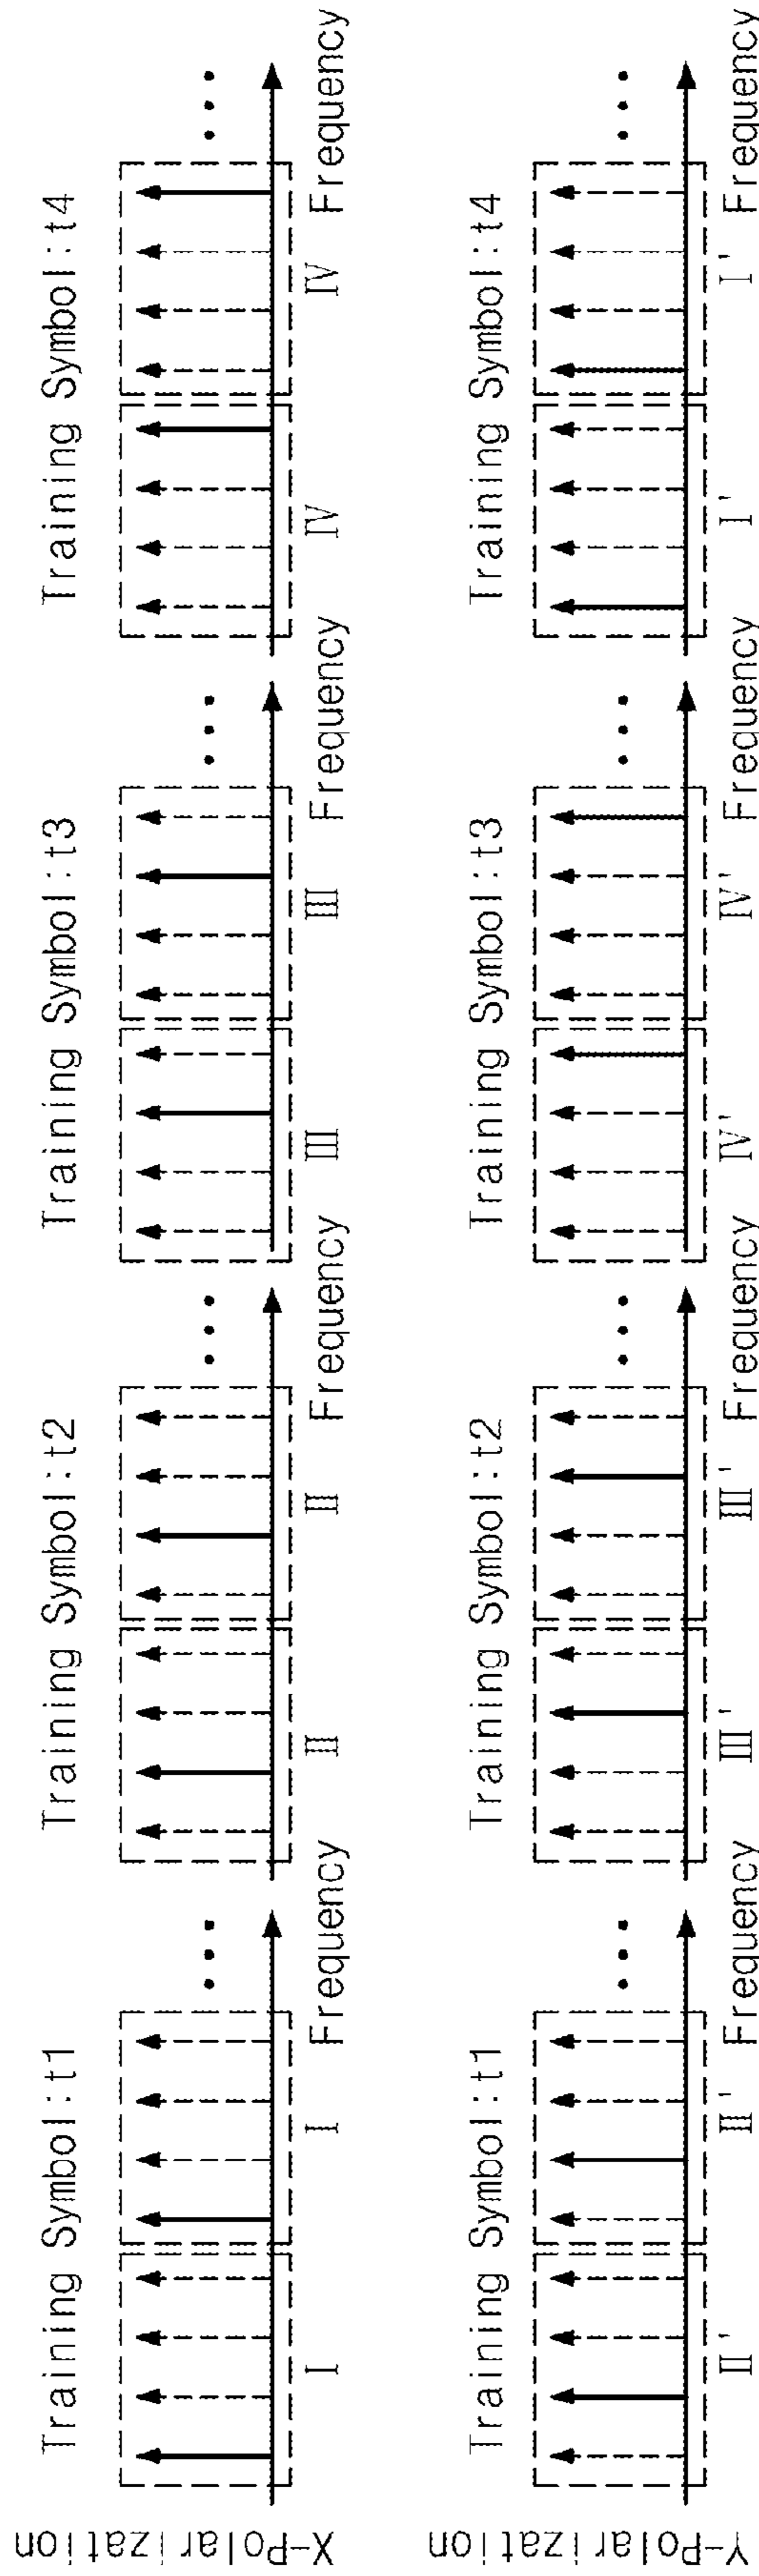 X-Polarization
Training Symbol:t1
Training Symbol:t2
Training Symbol:t3
Training Symbol:t4
I
I
Frequency
II
II
Frequency
III
III
Frequency
IV
IV
Frequency
Y-Polarization
Training Symbol:t1
Training Symbol:t2
Training Symbol:t3
Training Symbol:t4
II'
II'
Frequency
III'
III'
Frequency
IV'
IV'
Frequency
I'
I'
Frequency